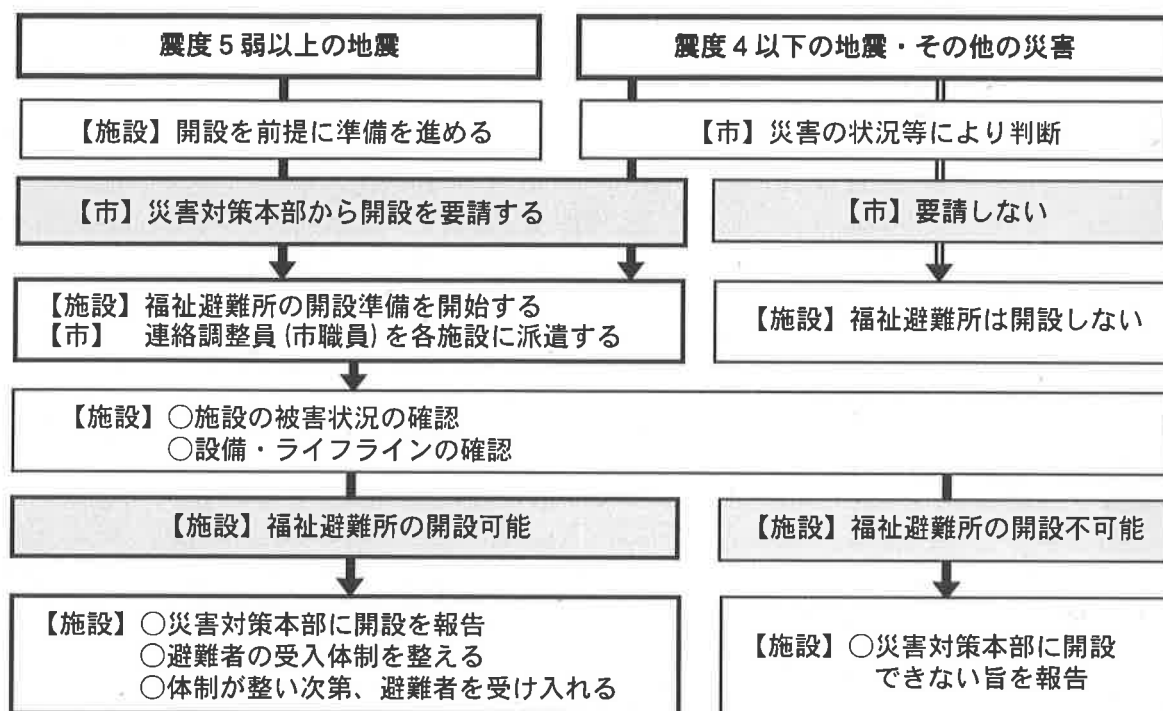 震度5弱以上の地震
震度4以下の地震・その他の災害
【施設】開設を前提に準備を進める
【市】災害の状況等により判断
【市】災害対策本部から開設を要請する
【市】要請しない
【施設】福祉避難所の開設準備を開始する
【市】　連絡調整員(市職員)を各施設に派遣する
【施設】福祉避難所は開設しない
【施設】○施設の被害状況の確認
○設備・ライフラインの確認
【施設】福祉避難所の開設可能
【施設】福祉避難所の開設不可能
【施設】○災害対策本部に開設を報告
○避難者の受入体制を整える
○体制が整い次第、避難者を受け入れる
【施設】○災害対策本部に開設
できない旨を報告